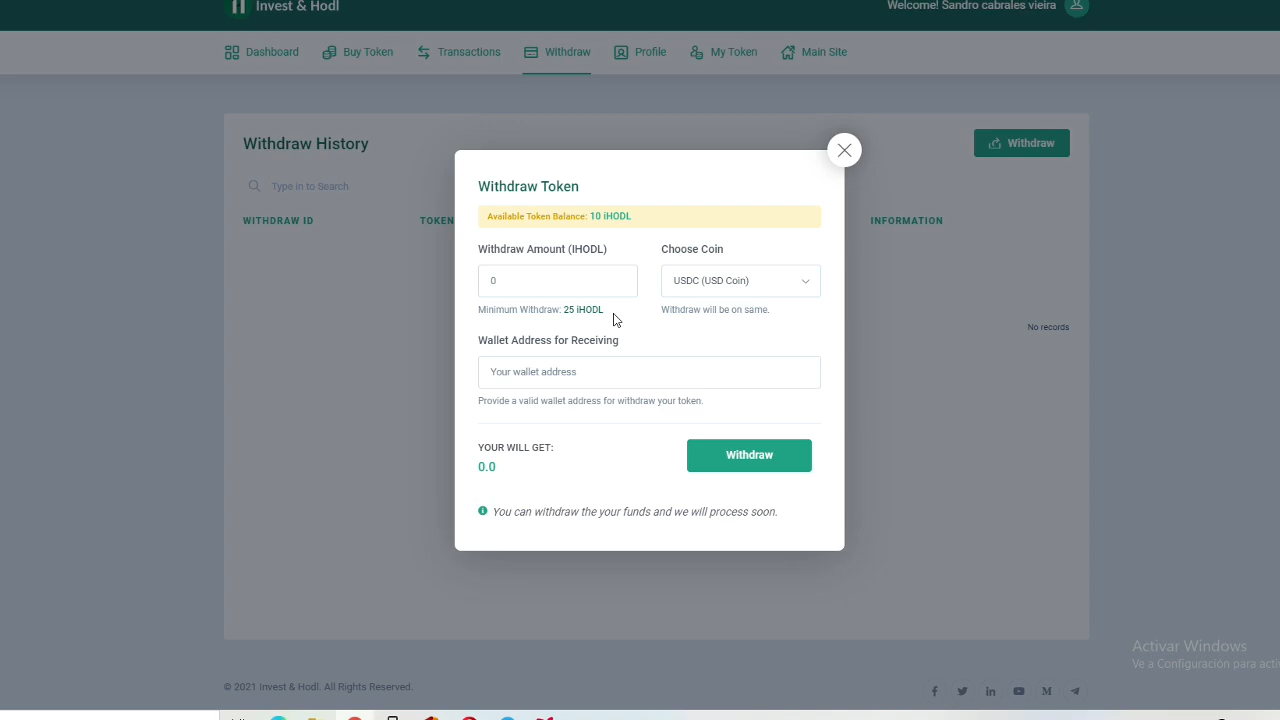 Invest & Hodl
Welcome! Sandro cabrales vieira
Dashboard
Buy Token
Transactions
Withdraw
Profile
My Token
Main Site
Withdraw History
Withdraw
Type in to Search
WITHDRAW ID
TOKEN
INFORMATION
No records
Withdraw Token
Available Token Balance: 10 iHODL
Withdraw Amount (IHODL)
Choose Coin
0
USDC (USD Coin)
Minimum Withdraw: 25 iHODL
Withdraw will be on same.
Wallet Address for Receiving
Your wallet address
Provide a valid wallet address for withdraw your token.
YOUR WILL GET:
0.0
Withdraw
You can withdraw the your funds and we will process soon.
Activar Windows
Ve a Configuración para acti
© 2021 Invest & Hodl. All Rights Reserved.